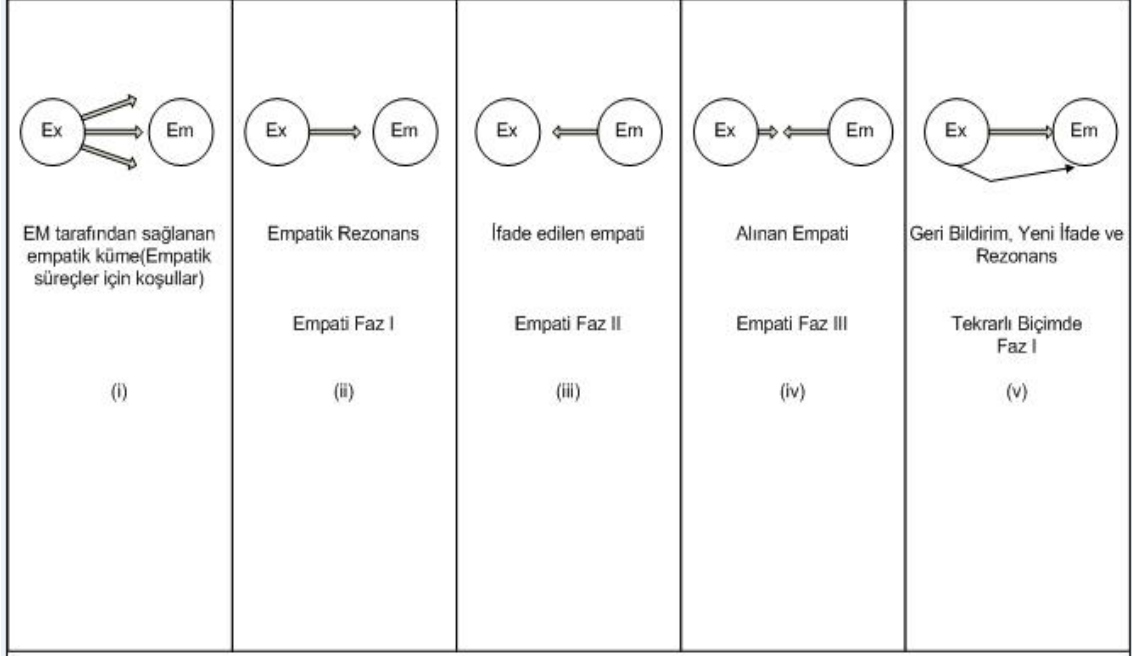 Ex Em
EM tarafından sağlanan
empatik küme(Empatik
süreçler için koşullar)
(i)
Ex Em
Empatik Rezonans
Empati Faz I
(ii)
Ex Em
İfade edilen empati
Empati Faz II
(iii)
Ex Em
Alınan Empati
Empati Faz III
(iv)
Ex Em
Geri Bildirim, Yeni İfade ve
Rezonans
Tekrarlı Biçimde
Faz I
(v)